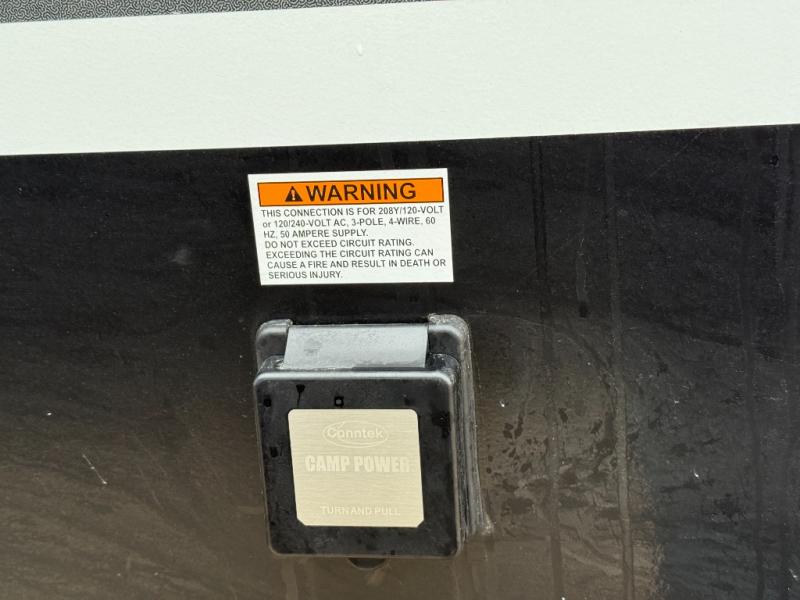 WARNING
THIS CONNECTION IS FOR 208Y/120-VOLT
or 120/240-VOLT AC, 3-POLE, 4-WIRE, 60
HZ, 50 AMPERE SUPPLY.
DO NOT EXCEED CIRCUIT RATING.
EXCEEDING THE CIRCUIT RATING CAN
CAUSE A FIRE AND RESULT IN DEATH OR
SERIOUS INJURY.
Conntek
CAMP POWER
TURN AND PULL